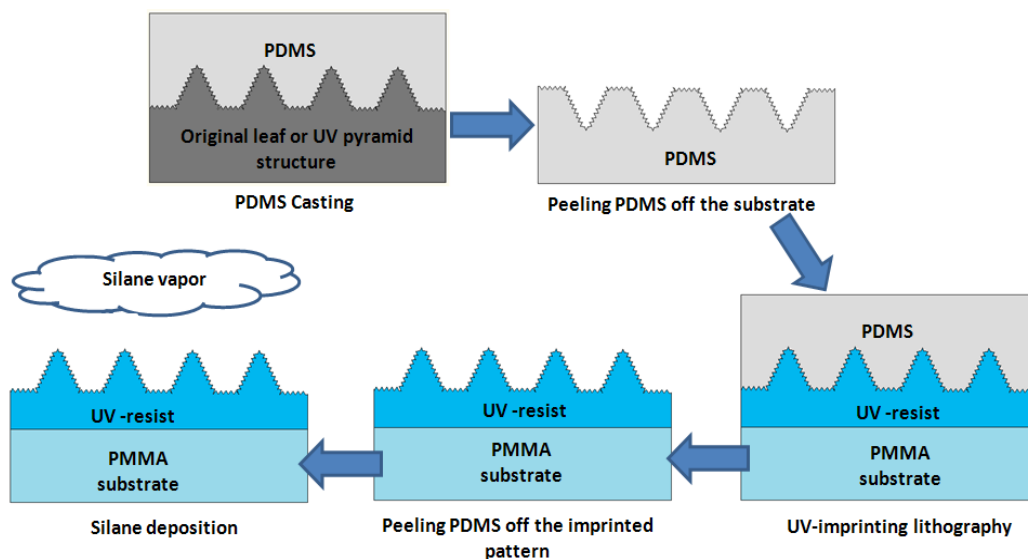 PDMS
Original leaf or UV pyramid
structure
PDMS Casting
PDMS
Peeling PDMS off the substrate
Silane vapor
PDMS
UV -resist
PMMA
substrate
UV-imprinting lithography
UV -resist
PMMA
substrate
Peeling PDMS off the imprinted
pattern
UV -resist
PMMA
substrate
Silane deposition